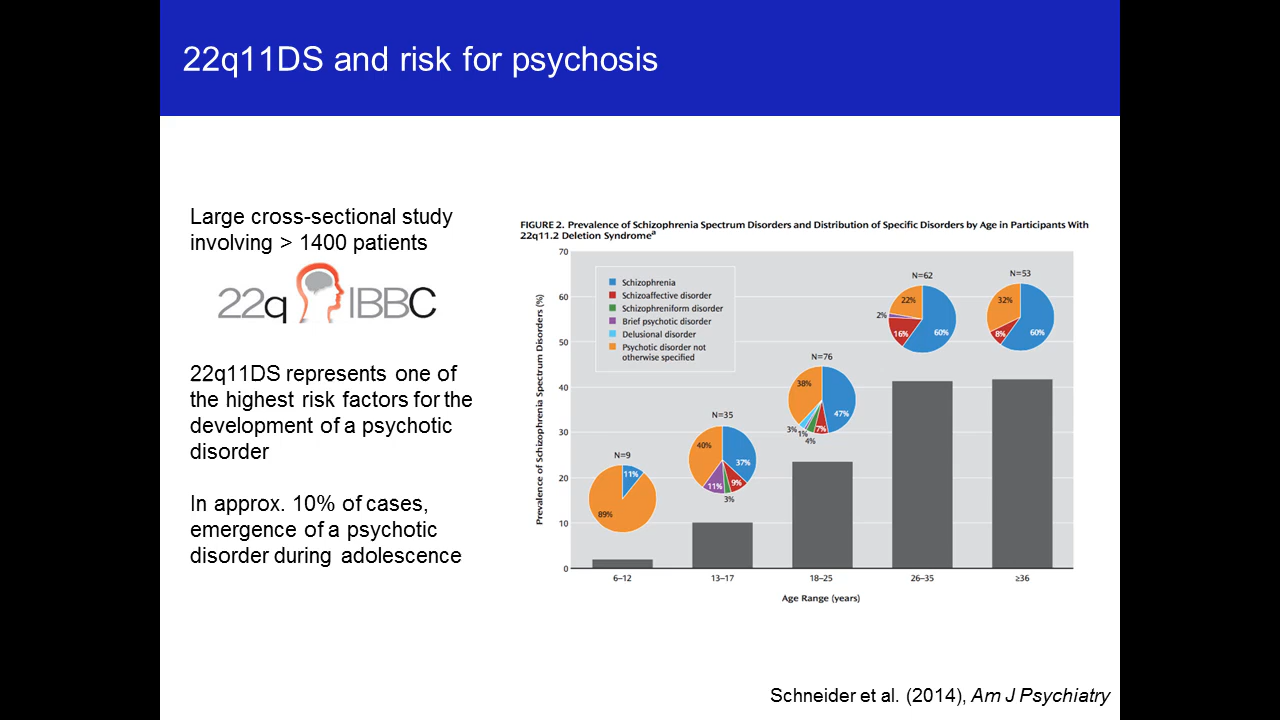 22q11DS and risk for psychosis
Large cross-sectional study
involving > 1400 patients
22q IBBC
22q11DS represents one of
the highest risk factors for the
development of a psychotic
disorder
In approx. 10% of cases,
emergence of a psychotic
disorder during adolescence
FIGURE 2. Prevalence of Schizophrenia Spectrum Disorders and Distribution of Specific Disorders by Age in Participants With
22q11.2 Deletion Syndromeᵃ
Prevalence of Schizophrenia Spectrum Disorders (%)
70
60
50
40
30
20
10
0
Schizophrenia
Schizoaffective disorder
Schizophreniform disorder
Brief psychotic disorder
Delusional disorder
Psychotic disorder not
otherwise specified
N=9
11%
89%
N=35
40%
37%
11%
9%
3%
N=76
38%
47%
3%
1%
4%
7%
N=62
22%
2%
16%
60%
N=53
32%
8%
60%
6–12
13–17
18–25
26–35
≥36
Age Range (years)
Schneider et al. (2014), Am J Psychiatry